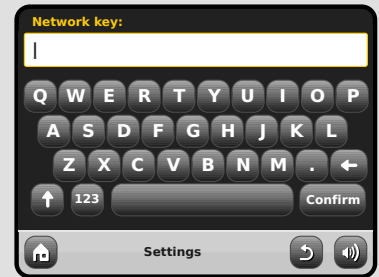 Network key:
Q W E R T Y U I O P
A S D F G H J K L
Z X C V B N M .
123 Confirm
Settings